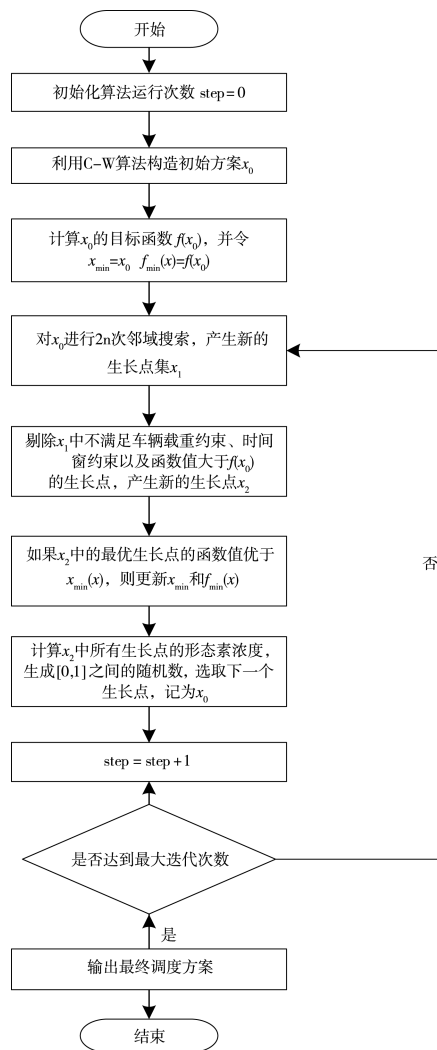 开始
初始化算法运行次数 step=0
利用C-W算法构造初始方案x₀
计算x₀的目标函数 f(x₀)，并令
xₘᵢₙ=x₀ fₘᵢₙ(x)=f(x₀)
对x₀进行2n次邻域搜索，产生新的
生长点集x₁
剔除x₁中不满足车辆载重约束、时间
窗约束以及函数值大于f(x₀)
的生长点，产生新的生长点x₂
如果x₂中的最优生长点的函数值优于
xₘᵢₙ(x)，则更新xₘᵢₙ和fₘᵢₙ(x)
否
计算x₂中所有生长点的形态素浓度，
生成[0,1]之间的随机数，选取下一个
生长点，记为x₀
step = step +1
是否达到最大迭代次数
是
输出最终调度方案
结束